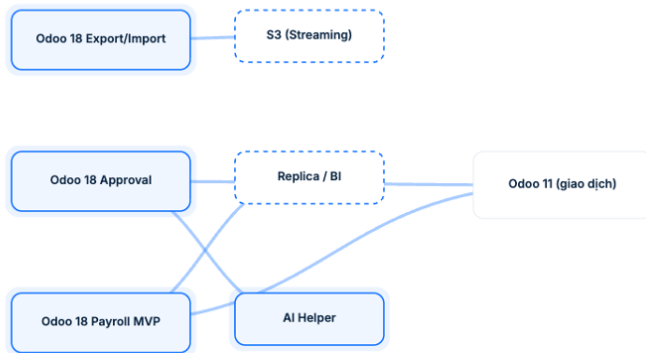 Odoo 18 Export/Import
S3 (Streaming)
Odoo 18 Approval
Replica / BI
Odoo 11 (giao dịch)
Odoo 18 Payroll MVP
AI Helper